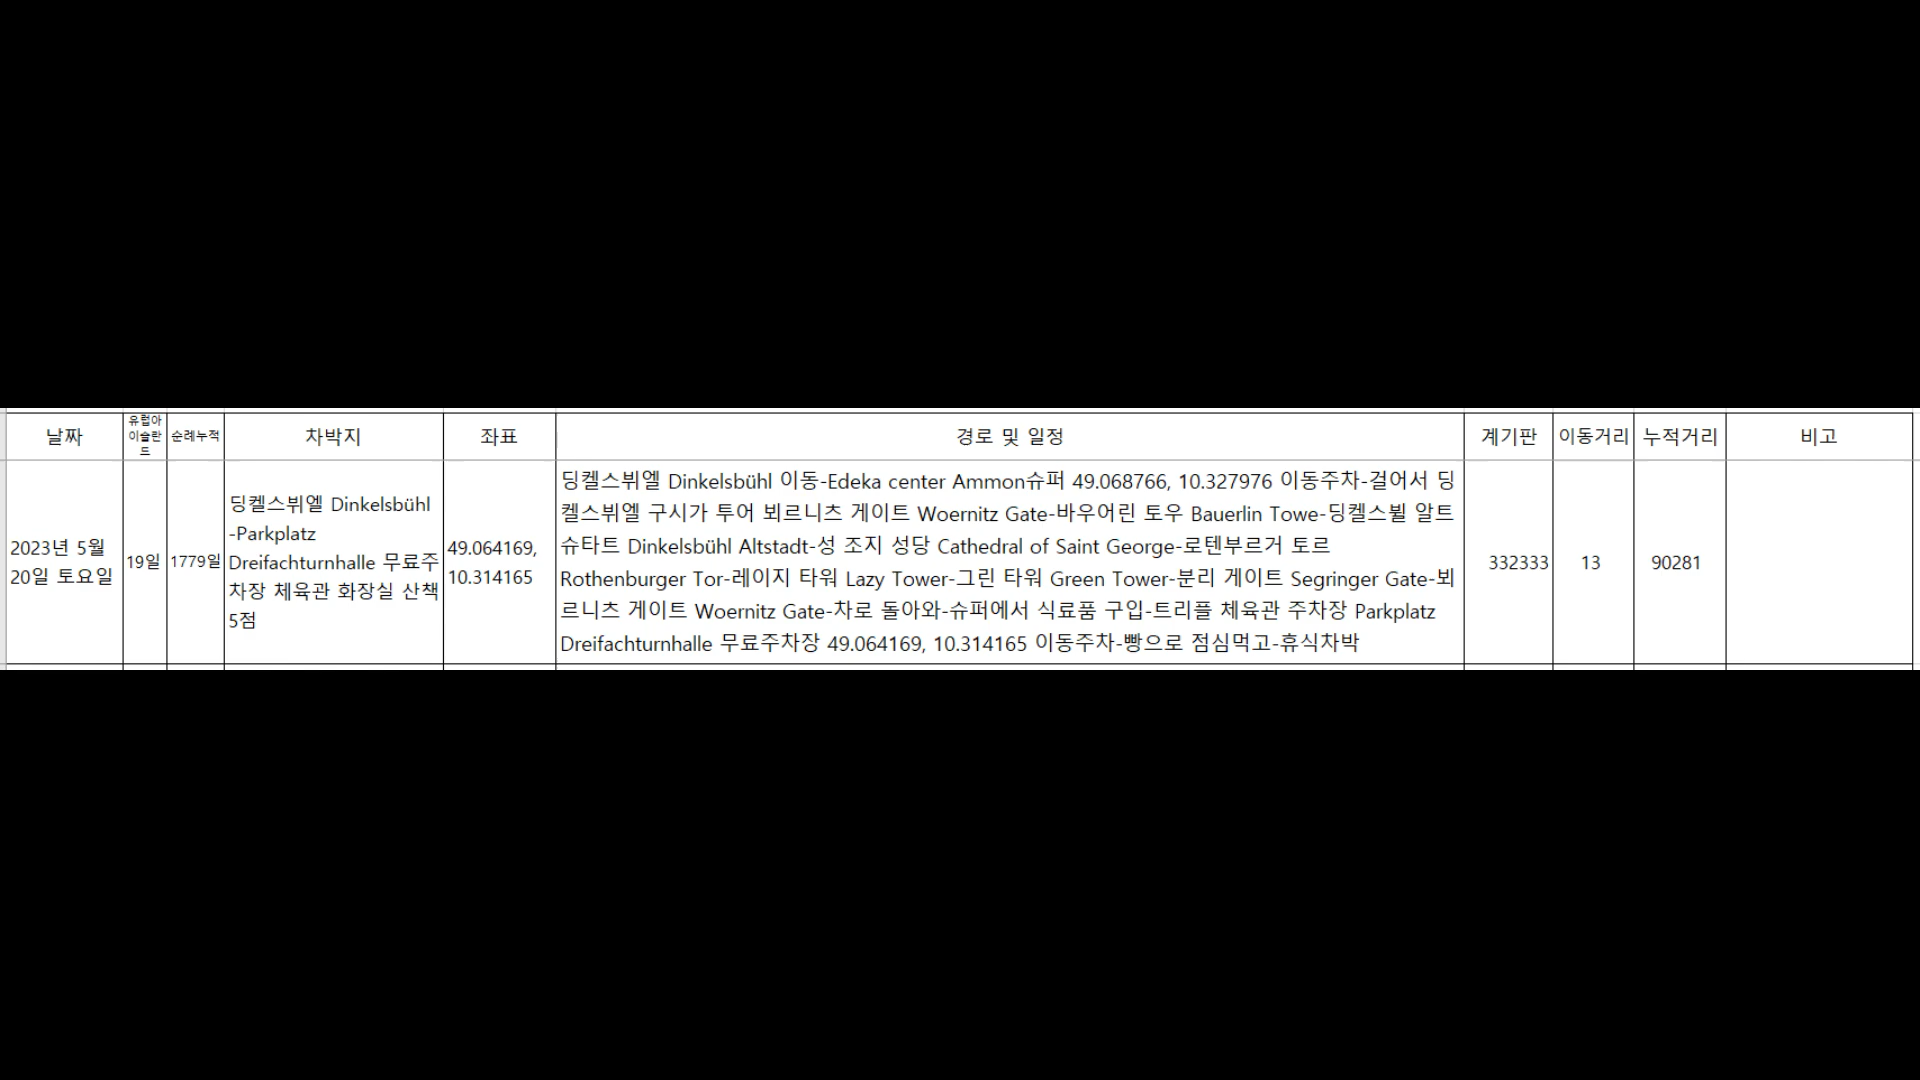 날짜
유럽아
이슬란
드
순례누적
차박지
좌표
경로 및 일정
계기판
이동거리
누적거리
비고
2023년 5월
20일 토요일
19일
1779일
딩켈스뷔엘 Dinkelsbühl
-Parkplatz
Dreifachturnhalle 무료주
차장 체육관 화장실 산책
5점
49.064169,
10.314165
딩켈스뷔엘 Dinkelsbühl 이동-Edeka center Ammon슈퍼 49.068766, 10.327976 이동주차-걸어서 딩
켈스뷔엘 구시가 투어 뵈르니츠 게이트 Woernitz Gate-바우어린 토우 Bauerlin Towe-딩켈스뷜 알트
슈타트 Dinkelsbühl Altstadt-성 조지 성당 Cathedral of Saint George-로텐부르거 토르
Rothenburger Tor-레이지 타워 Lazy Tower-그린 타워 Green Tower-분리 게이트 Segringer Gate-뵈
르니츠 게이트 Woernitz Gate-차로 돌아와-슈퍼에서 식료품 구입-트리플 체육관 주차장 Parkplatz
Dreifachturnhalle 무료주차장 49.064169, 10.314165 이동주차-빵으로 점심먹고-휴식차박
332333
13
90281